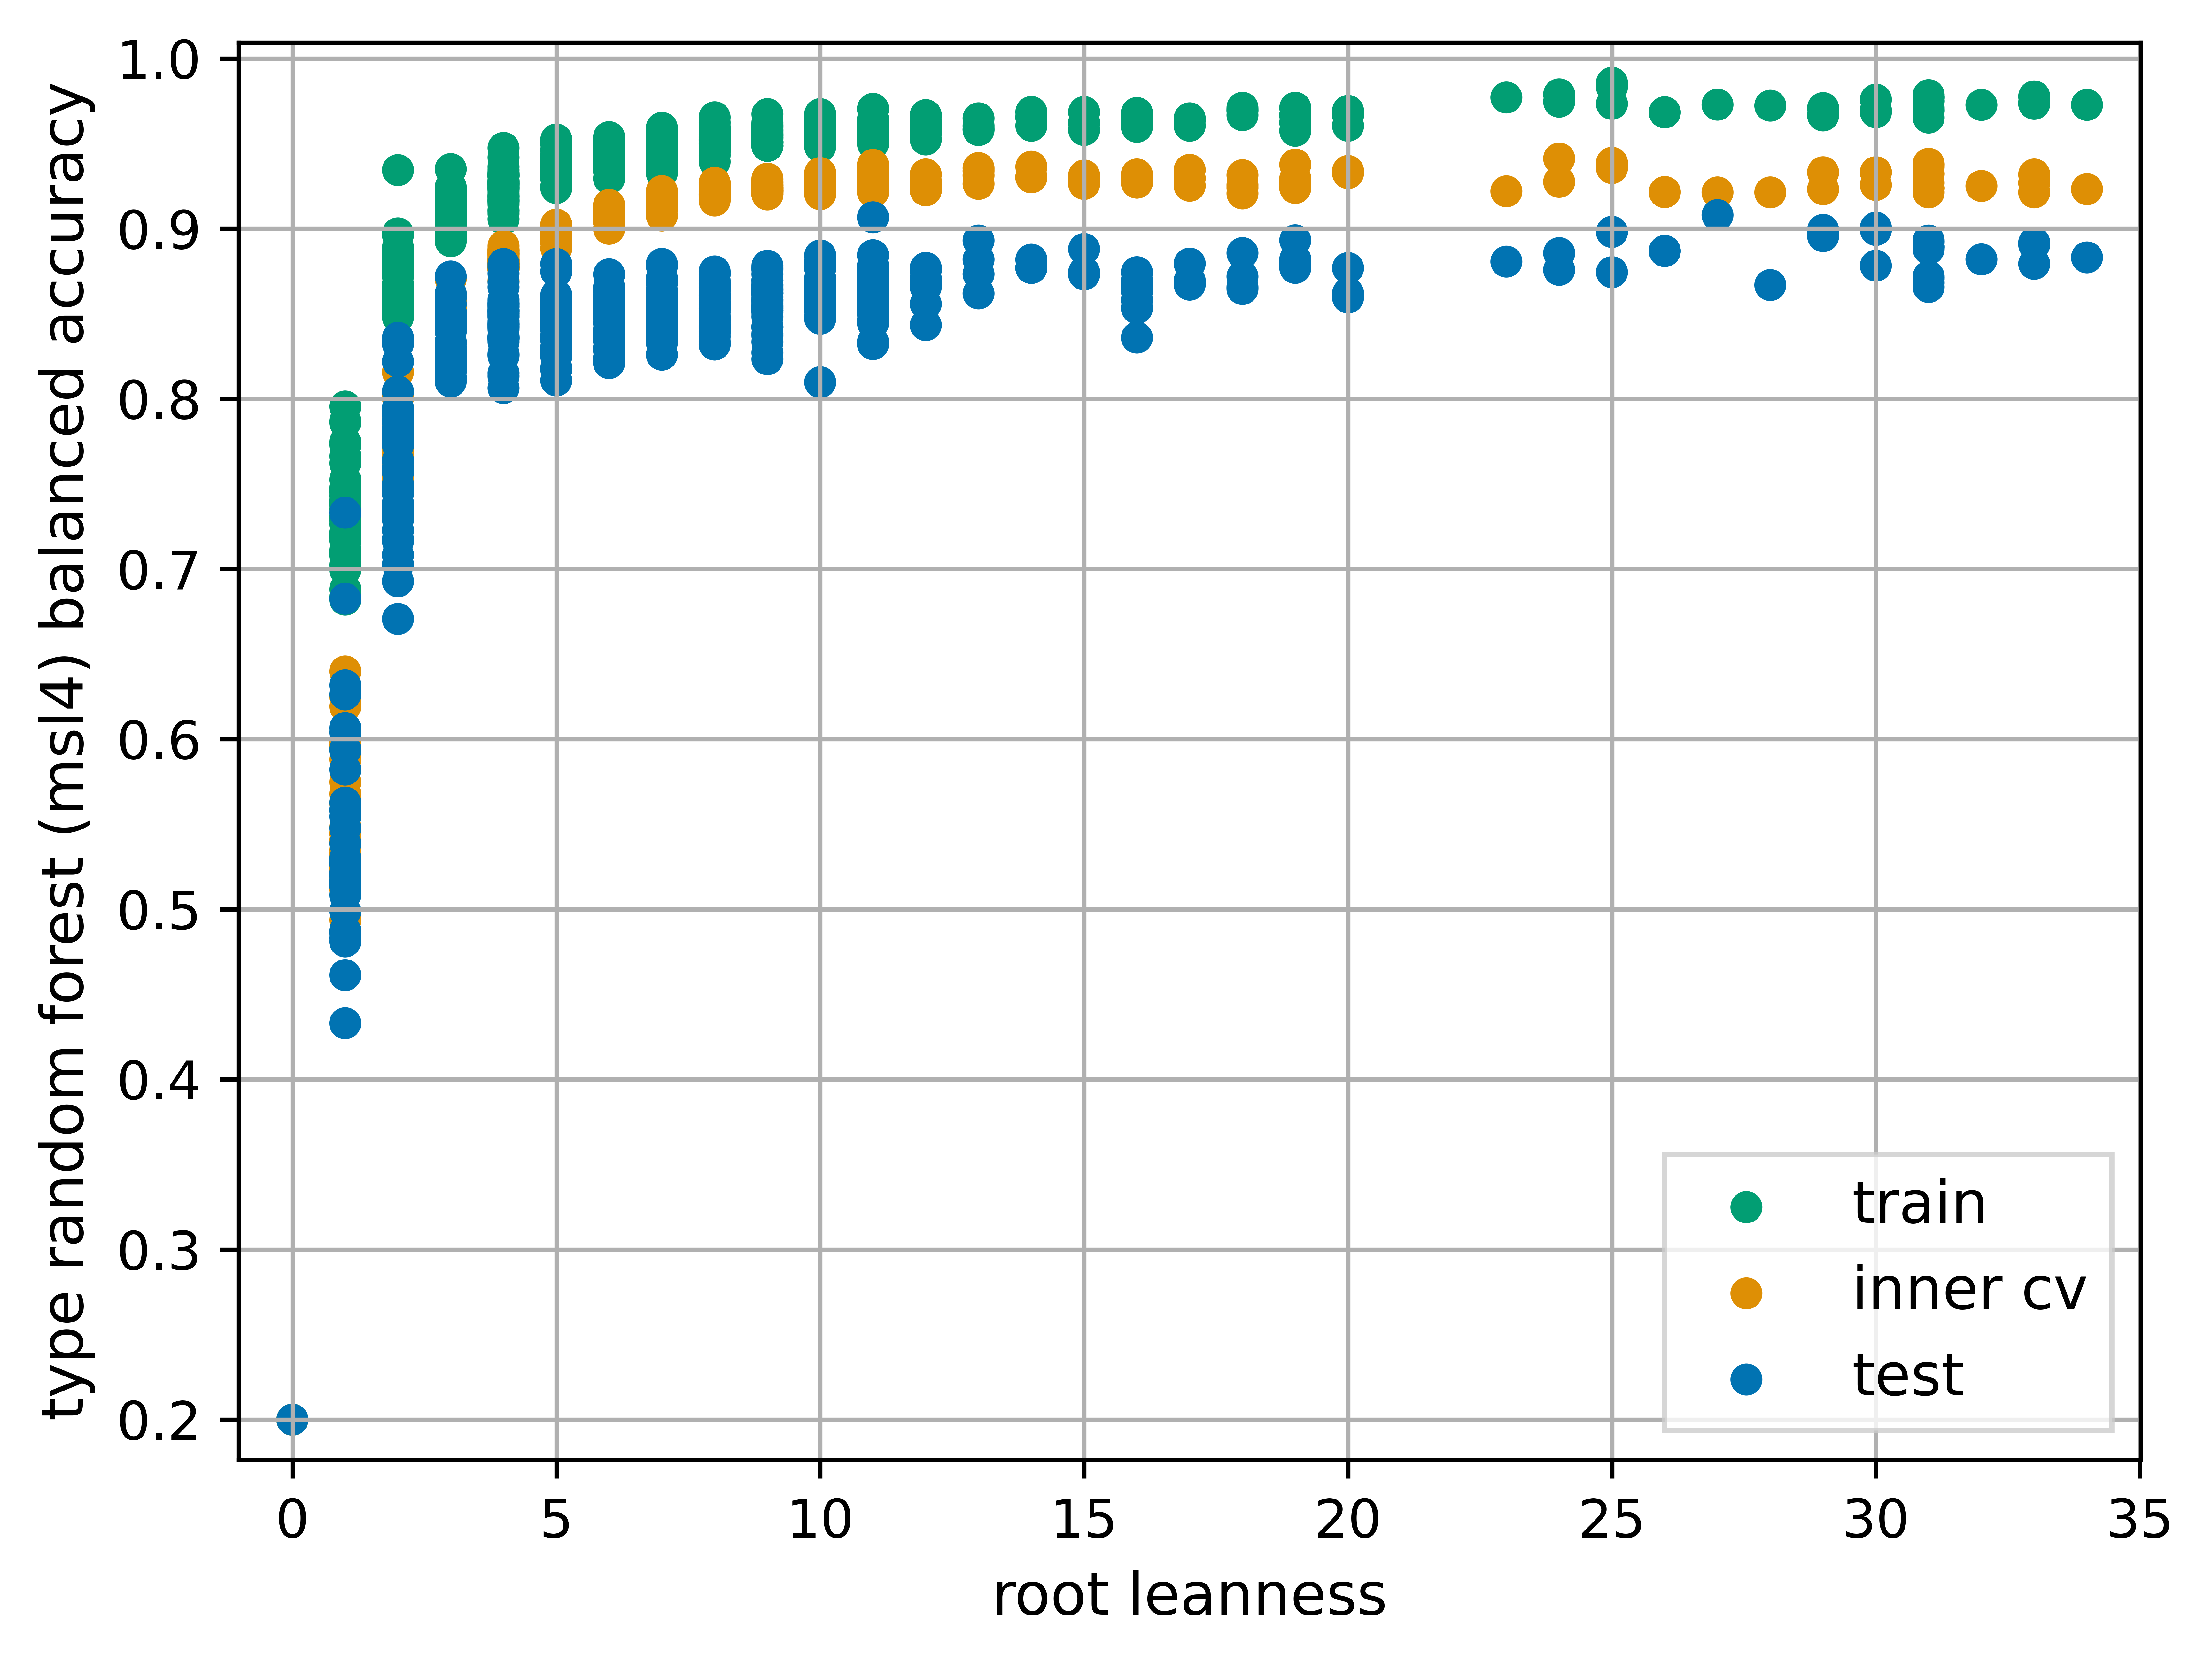 type random forest (msl4) balanced accuracy
1.0
0.9
0.8
0.7
0.6
0.5
0.4
0.3
0.2
train
inner cv
test
0 5 10 15 20 25 30 35
root leanness